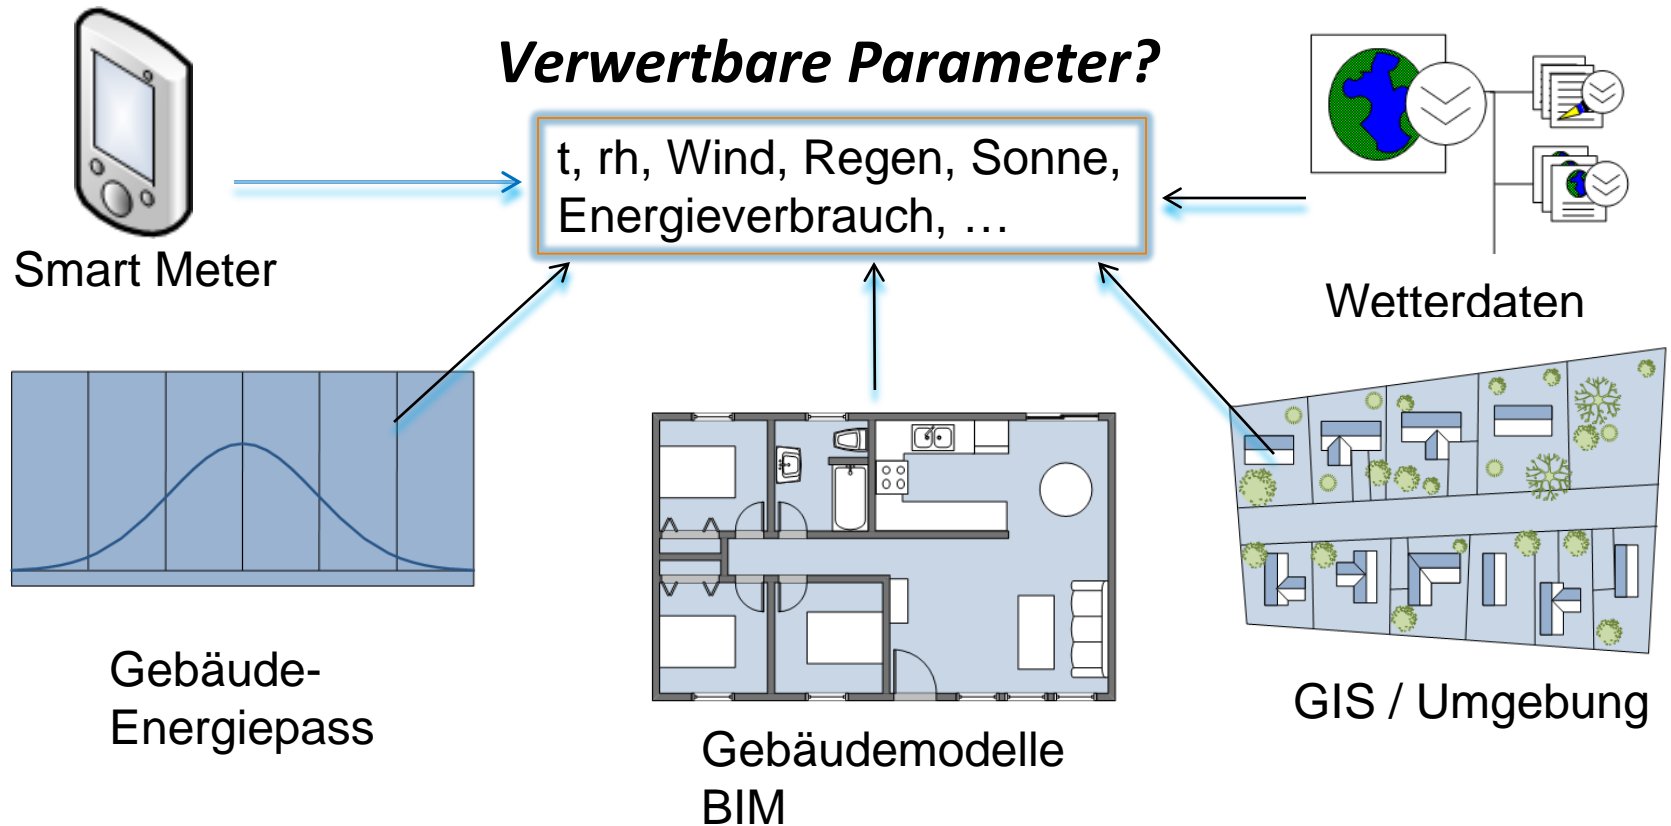 Verwertbare Parameter?
t, rh, Wind, Regen, Sonne,
Energieverbrauch, …
Smart Meter
Wetterdaten
Gebäude-
Energiepass
Gebäudemodelle
BIM
GIS / Umgebung